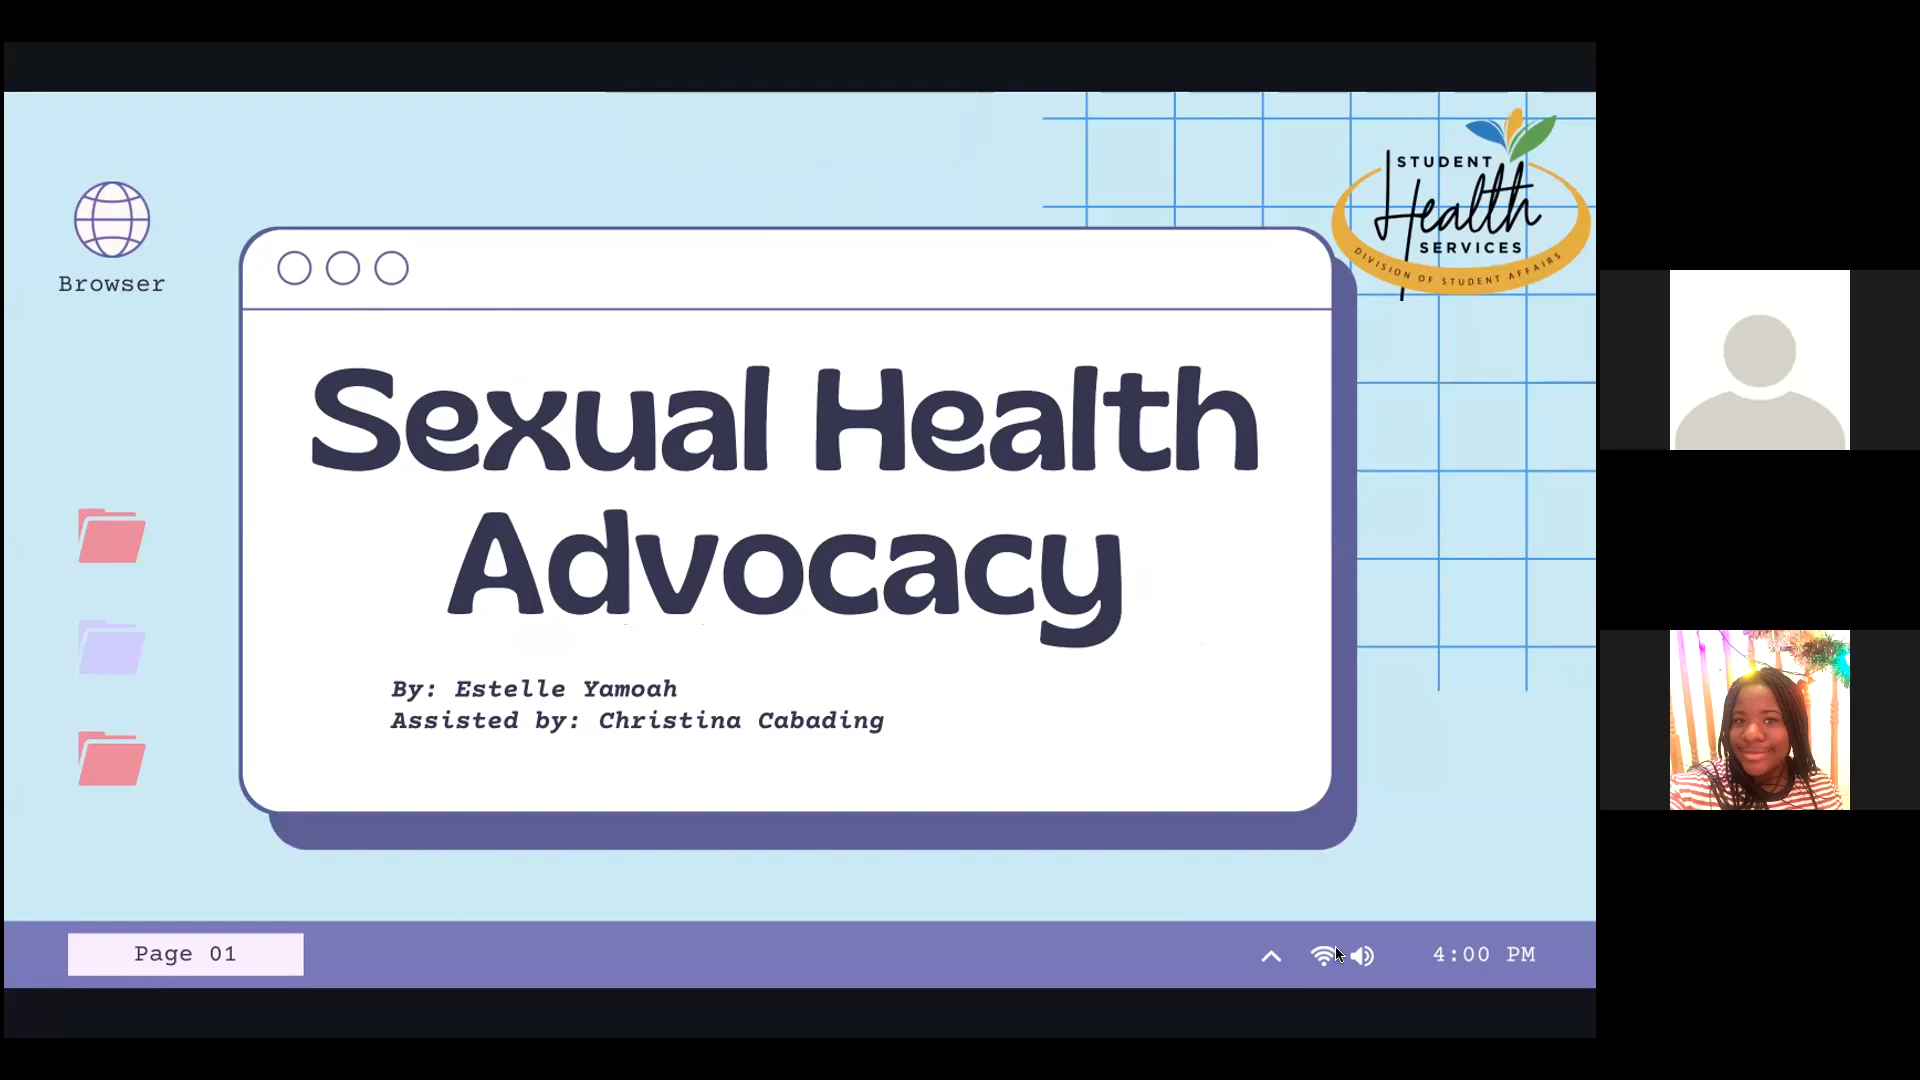 STUDENT
Health
SERVICES
DIVISION OF STUDENT AFFAIRS
Browser
Sexual Health
Advocacy
By: Estelle Yamoah
Assisted by: Christina Cabading
Page 01
4:00 PM